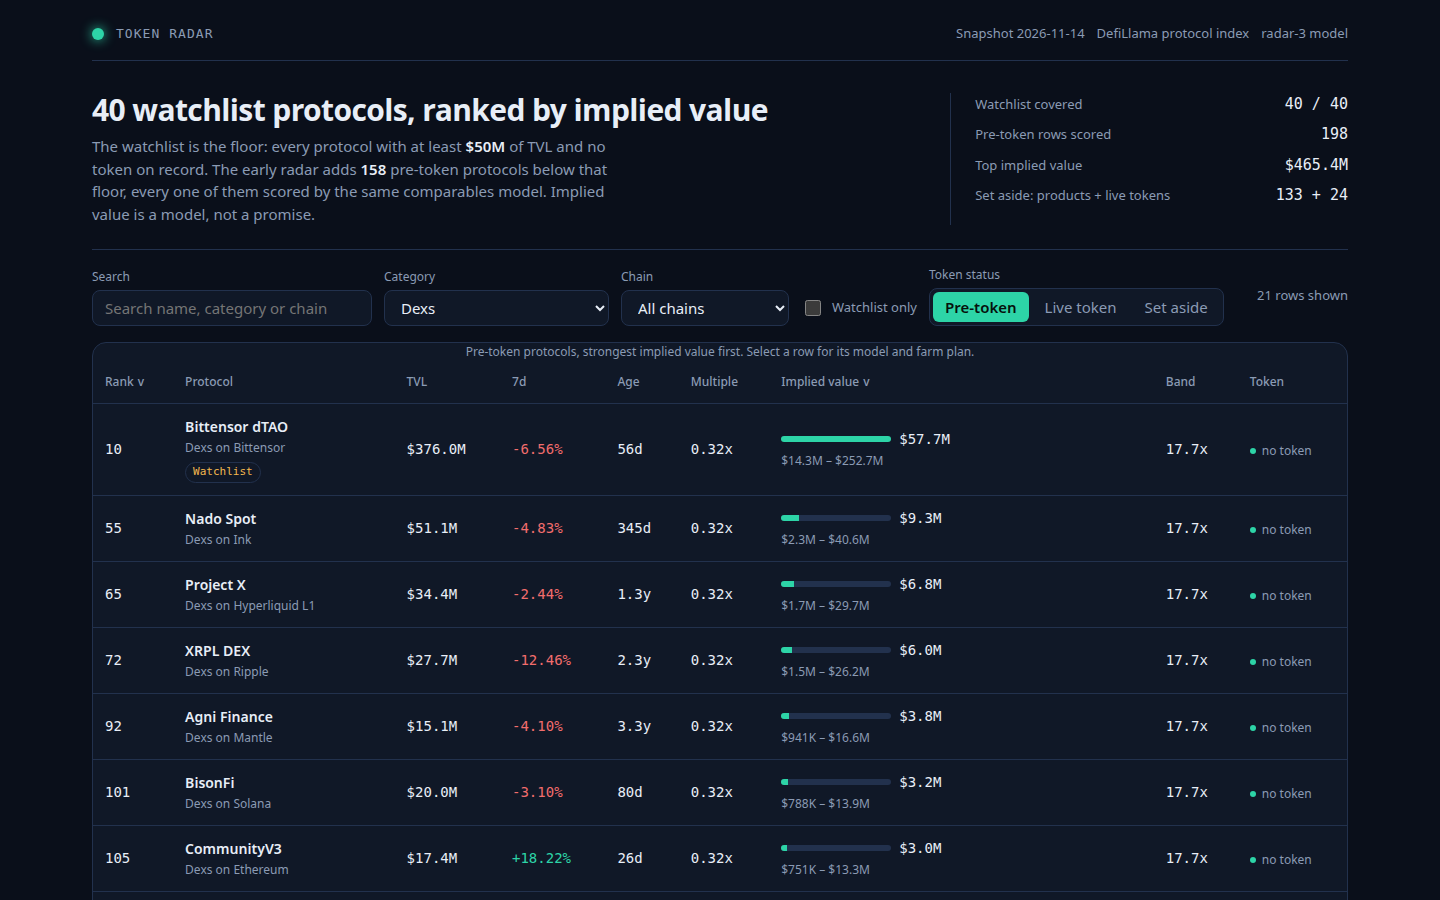 TOKEN RADAR
Snapshot 2026-11-14 DefiLlama protocol index radar-3 model
40 watchlist protocols, ranked by implied value
The watchlist is the floor: every protocol with at least $50M of TVL and no
token on record. The early radar adds 158 pre-token protocols below that
floor, every one of them scored by the same comparables model. Implied
value is a model, not a promise.
Watchlist covered 40 / 40
Pre-token rows scored 198
Top implied value $465.4M
Set aside: products + live tokens 133 + 24
Search Category Chain Token status
Search name, category or chain Dexs All chains Watchlist only Pre-token Live token Set aside 21 rows shown
Pre-token protocols, strongest implied value first. Select a row for its model and farm plan.
Rank v Protocol TVL 7d Age Multiple Implied value v Band Token
10 Bittensor dTAO $376.0M -6.56% 56d 0.32x $57.7M 17.7x no token
Dexs on Bittensor $14.3M – $252.7M
Watchlist
55 Nado Spot $51.1M -4.83% 345d 0.32x $9.3M 17.7x no token
Dexs on Ink $2.3M – $40.6M
65 Project X $34.4M -2.44% 1.3y 0.32x $6.8M 17.7x no token
Dexs on Hyperliquid L1 $1.7M – $29.7M
72 XRPL DEX $27.7M -12.46% 2.3y 0.32x $6.0M 17.7x no token
Dexs on Ripple $1.5M – $26.2M
92 Agni Finance $15.1M -4.10% 3.3y 0.32x $3.8M 17.7x no token
Dexs on Mantle $941K – $16.6M
101 BisonFi $20.0M -3.10% 80d 0.32x $3.2M 17.7x no token
Dexs on Solana $788K – $13.9M
105 CommunityV3 $17.4M +18.22% 26d 0.32x $3.0M 17.7x no token
Dexs on Ethereum $751K – $13.3M